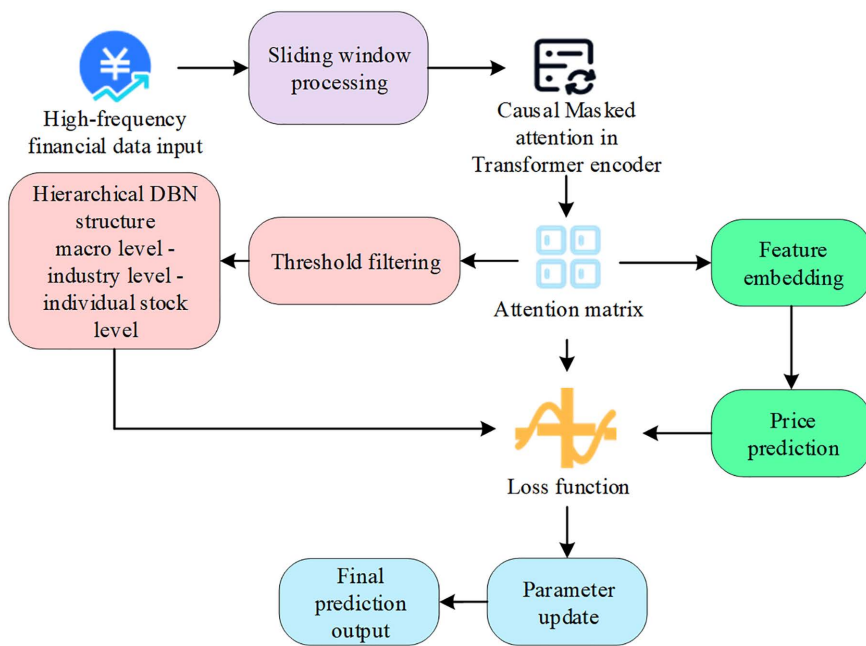 ¥
Sliding window
processing
High-frequency
financial data input
Causal Masked
attention in
Transformer encoder
Hierarchical DBN
structure
macro level -
industry level -
individual stock
level
Threshold filtering
Attention matrix
Feature
embedding
Price
prediction
Loss function
Final
prediction
output
Parameter
update